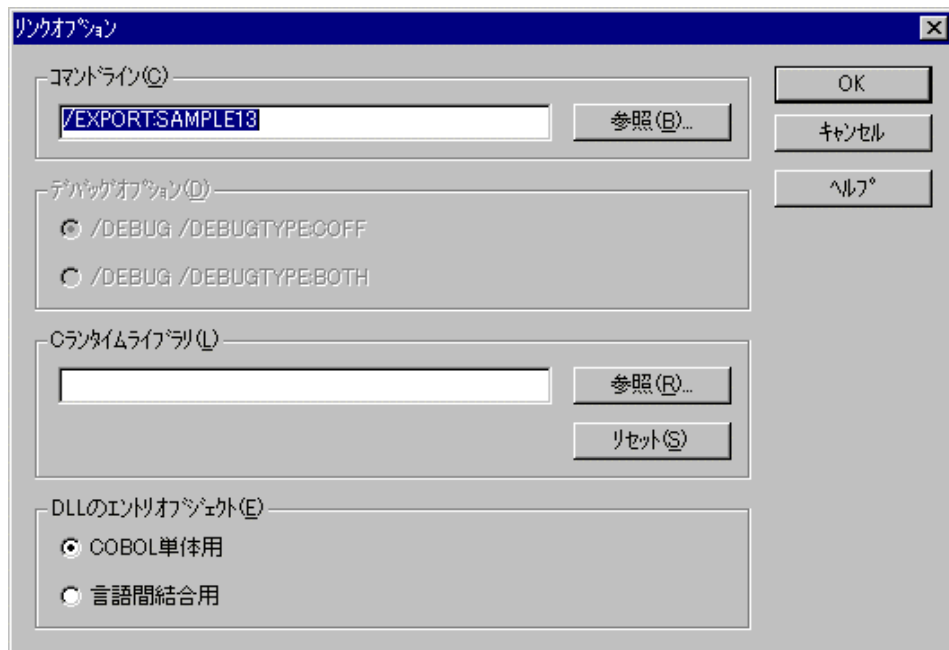 リンクオプション
コマンドライン(C)
/EXPORT:SAMPLE13
参照(B)...
OK
キャンセル
ヘルプ
デバッグオプション(D)
/DEBUG /DEBUGTYPE:COFF
/DEBUG /DEBUGTYPE:BOTH
Cランタイムライブラリ(L)
参照(R)...
リセット(S)
DLLのエントリオブジェクト(E)
COBOL単体用
言語間結合用